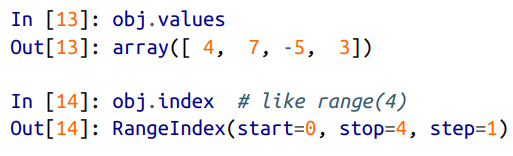 In [13]: obj.values
Out[13]: array([ 4,  7, -5,  3])
In [14]: obj.index  # like range(4)
Out[14]: RangeIndex(start=0, stop=4, step=1)